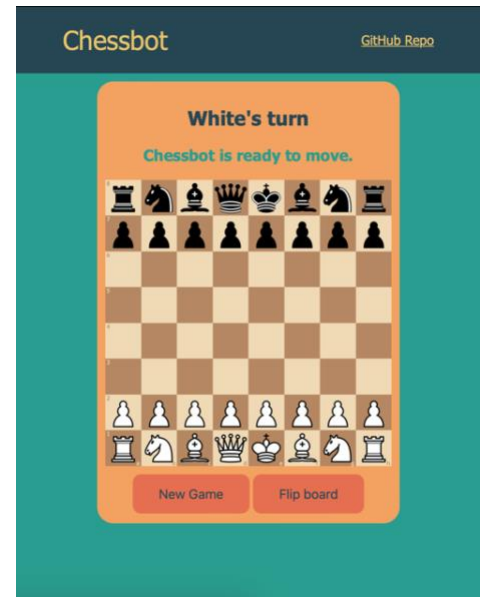 Chessbot
GitHub Repo
White's turn
Chessbot is ready to move.
New Game
Flip board